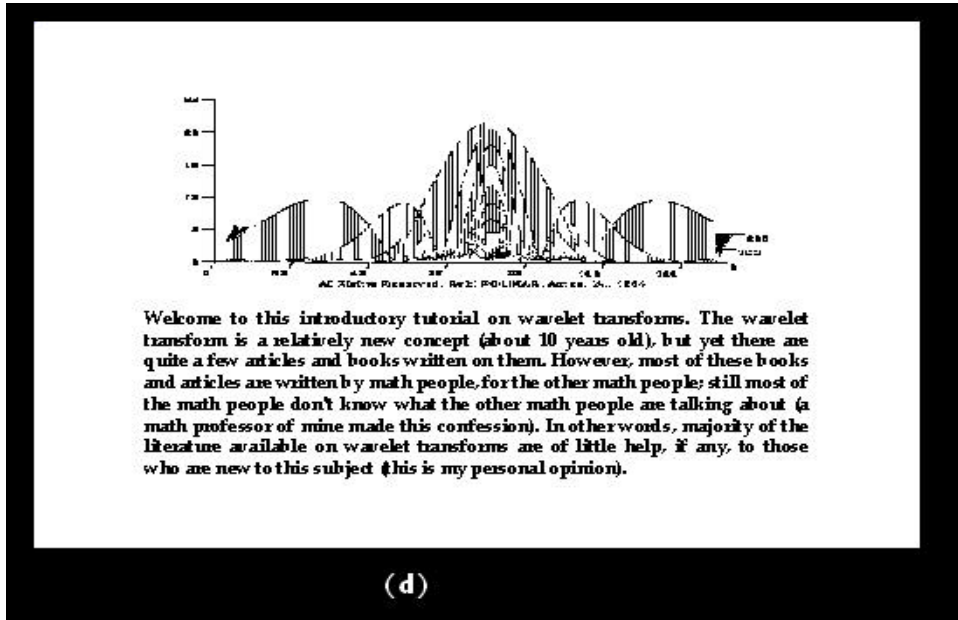 Welcome to this introductory tutorial on wavelet transforms. The wavelet
transform is a relatively new concept (about 10 years old), but yet there are
quite a few articles and books written on them. However, most of these books
and articles are written by math people, for the other math people; still most of
the math people don't know what the other math people are talking about (a
math professor of mine made this confession). In other words, majority of the
literature available on wavelet transforms are of little help, if any, to those
who are new to this subject (this is my personal opinion).
(d)